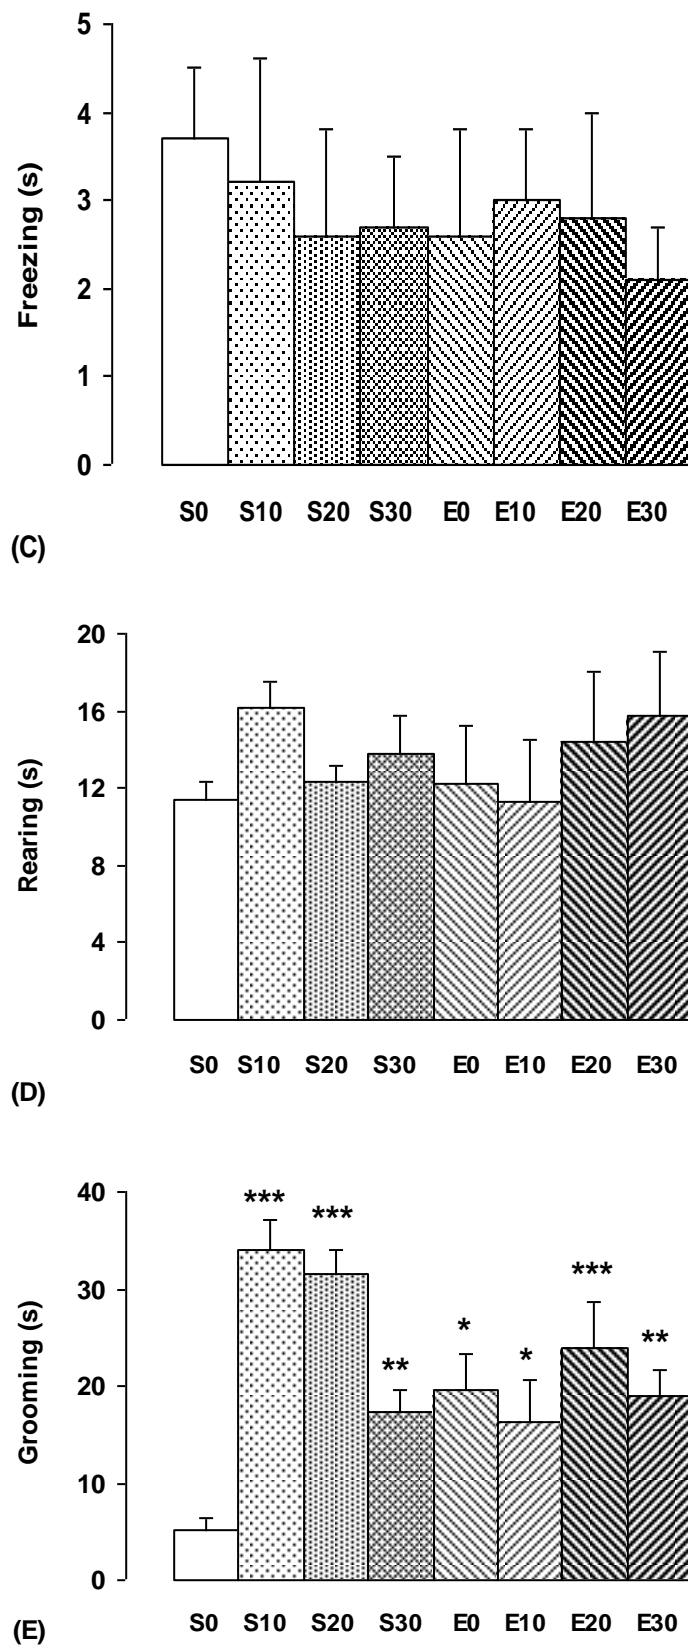 5
4
3
2
1
0
Freezing (s)
S0 S10 S20 S30 E0 E10 E20 E30
(C)
20
16
12
8
4
0
Rearing (s)
S0 S10 S20 S30 E0 E10 E20 E30
(D)
40
30
20
10
0
Grooming (s)
*** *** ** * * *** **
S0 S10 S20 S30 E0 E10 E20 E30
(E)